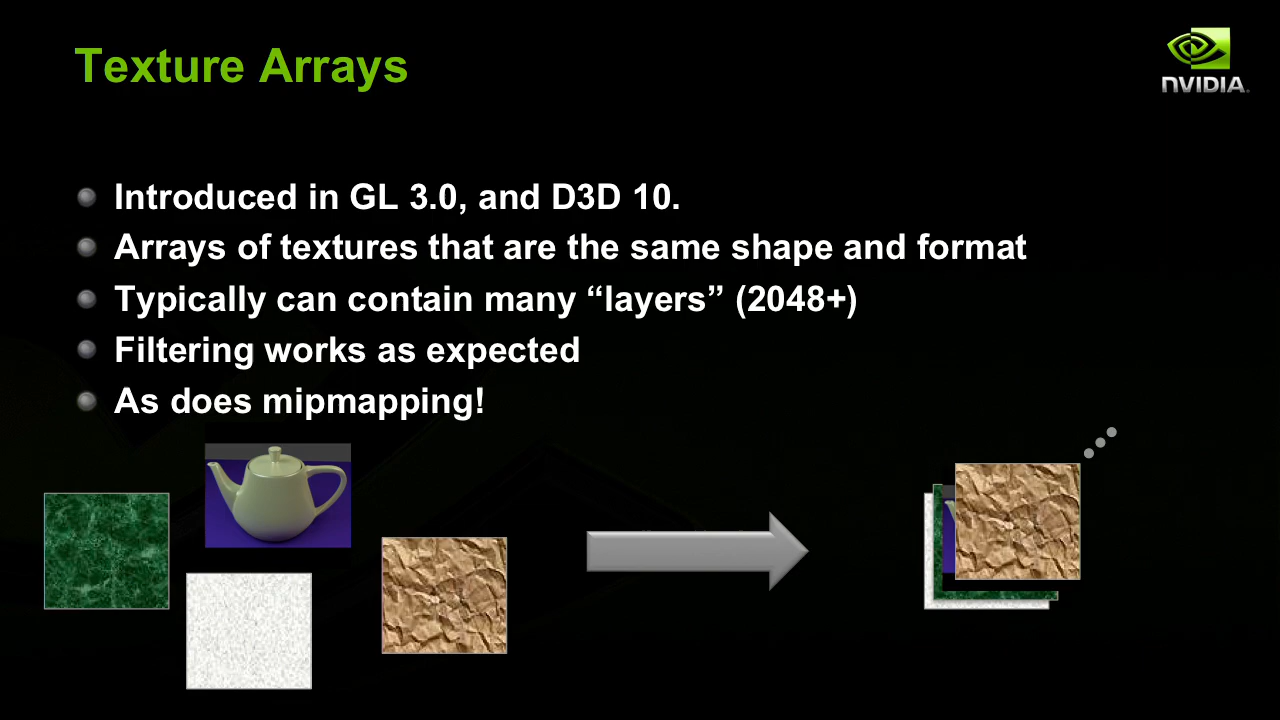 Texture Arrays
NVIDIA.
Introduced in GL 3.0, and D3D 10.
Arrays of textures that are the same shape and format
Typically can contain many “layers” (2048+)
Filtering works as expected
As does mipmapping!